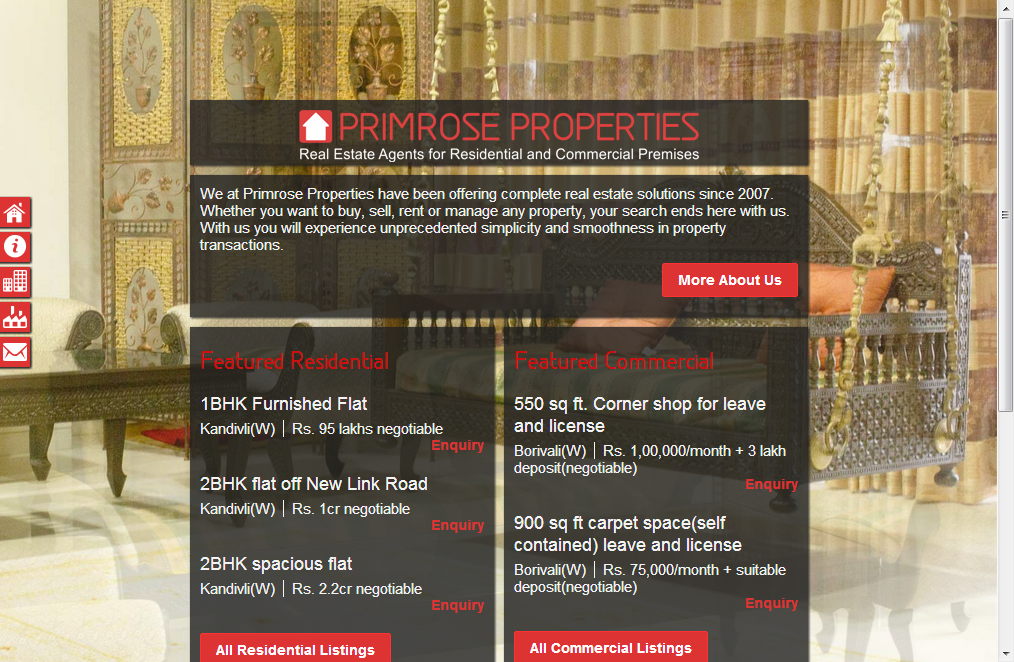 PRIMROSE PROPERTIES
Real Estate Agents for Residential and Commercial Premises
We at Primrose Properties have been offering complete real estate solutions since 2007.
Whether you want to buy, sell, rent or manage any property, your search ends here with us.
With us you will experience unprecedented simplicity and smoothness in property
transactions.
More About Us
Featured Residential
1BHK Furnished Flat
Kandivli(W) | Rs. 95 lakhs negotiable
Enquiry
2BHK flat off New Link Road
Kandivli(W) | Rs. 1cr negotiable
Enquiry
2BHK spacious flat
Kandivli(W) | Rs. 2.2cr negotiable
Enquiry
All Residential Listings
Featured Commercial
550 sq ft. Corner shop for leave
and license
Borivali(W) | Rs. 1,00,000/month + 3 lakh
deposit(negotiable)
Enquiry
900 sq ft carpet space(self
contained) leave and license
Borivali(W) | Rs. 75,000/month + suitable
deposit(negotiable)
Enquiry
All Commercial Listings